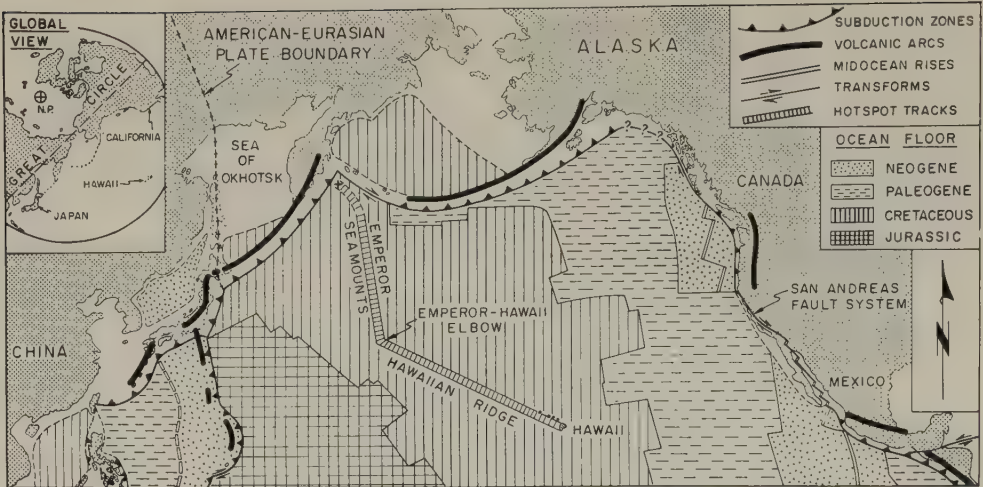 GLOBAL
VIEW
N.P.
GREAT
CIRCLE
CALIFORNIA
HAWAII
JAPAN
AMERICAN-EURASIAN
PLATE BOUNDARY
ALASKA
SEA
OF
OKHOTSK
CANADA
EMPEROR
SEAMOUNTS
EMPEROR-HAWAII
ELBOW
HAWAIIAN RIDGE
HAWAII
SAN ANDREAS
FAULT SYSTEM
CHINA
MEXICO
SUBDUCTION ZONES
VOLCANIC ARCS
MIDOCEAN RISES
TRANSFORMS
HOTSPOT TRACKS
OCEAN FLOOR
NEOGENE
PALEOGENE
CRETACEOUS
JURASSIC
N
? ?